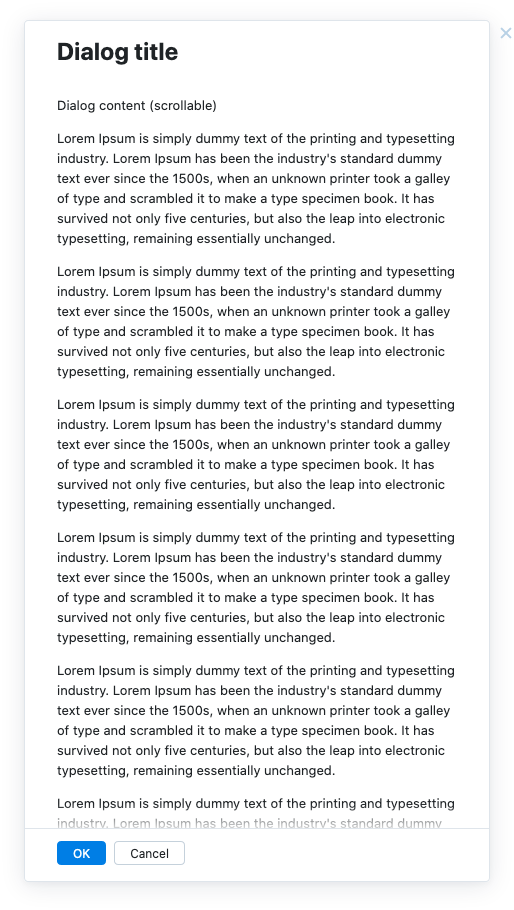 Dialog title
Dialog content (scrollable)
Lorem Ipsum is simply dummy text of the printing and typesetting
industry. Lorem Ipsum has been the industry's standard dummy
text ever since the 1500s, when an unknown printer took a galley
of type and scrambled it to make a type specimen book. It has
survived not only five centuries, but also the leap into electronic
typesetting, remaining essentially unchanged.
Lorem Ipsum is simply dummy text of the printing and typesetting
industry. Lorem Ipsum has been the industry's standard dummy
text ever since the 1500s, when an unknown printer took a galley
of type and scrambled it to make a type specimen book. It has
survived not only five centuries, but also the leap into electronic
typesetting, remaining essentially unchanged.
Lorem Ipsum is simply dummy text of the printing and typesetting
industry. Lorem Ipsum has been the industry's standard dummy
text ever since the 1500s, when an unknown printer took a galley
of type and scrambled it to make a type specimen book. It has
survived not only five centuries, but also the leap into electronic
typesetting, remaining essentially unchanged.
Lorem Ipsum is simply dummy text of the printing and typesetting
industry. Lorem Ipsum has been the industry's standard dummy
text ever since the 1500s, when an unknown printer took a galley
of type and scrambled it to make a type specimen book. It has
survived not only five centuries, but also the leap into electronic
typesetting, remaining essentially unchanged.
Lorem Ipsum is simply dummy text of the printing and typesetting
industry. Lorem Ipsum has been the industry's standard dummy
text ever since the 1500s, when an unknown printer took a galley
of type and scrambled it to make a type specimen book. It has
survived not only five centuries, but also the leap into electronic
typesetting, remaining essentially unchanged.
Lorem Ipsum is simply dummy text of the printing and typesetting
industry. Lorem Ipsum has been the industry's standard dummy
OK Cancel